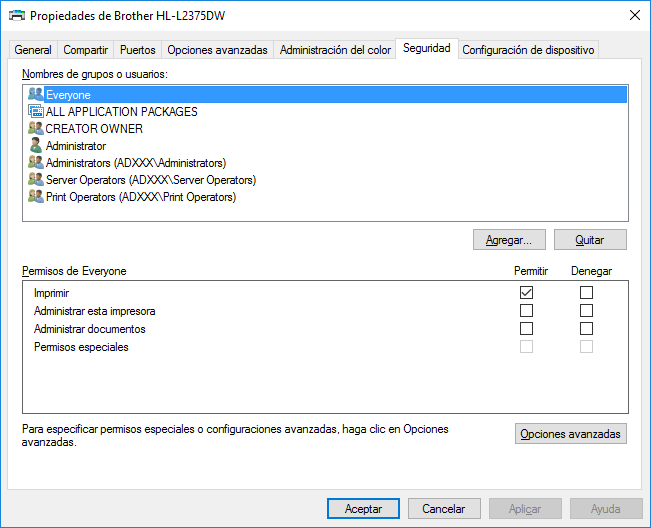 Propiedades de Brother HL-L2375DW
General Compartir Puertos Opciones avanzadas Administración del color Seguridad Configuración de dispositivo
Nombres de grupos o usuarios:
Everyone
ALL APPLICATION PACKAGES
CREATOR OWNER
Administrator
Administrators (ADXXX\Administrators)
Server Operators (ADXXX\Server Operators)
Print Operators (ADXXX\Print Operators)
Agregar... Quitar
Permisos de Everyone Permitir Denegar
Imprimir
Administrar esta impresora
Administrar documentos
Permisos especiales
Para especificar permisos especiales o configuraciones avanzadas, haga clic en Opciones
avanzadas.
Opciones avanzadas
Aceptar Cancelar Aplicar Ayuda